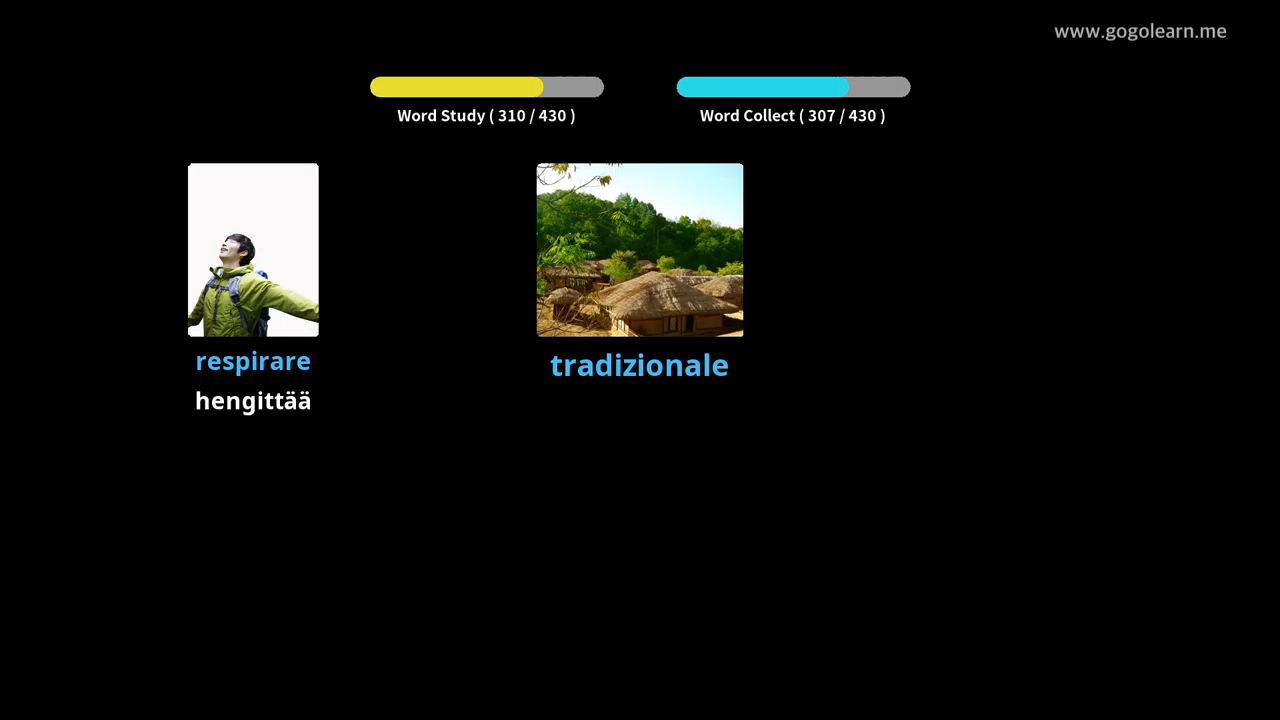 www.gogolearn.me
Word Study ( 310 / 430 )
Word Collect ( 307 / 430 )
respirare
hengittää
tradizionale